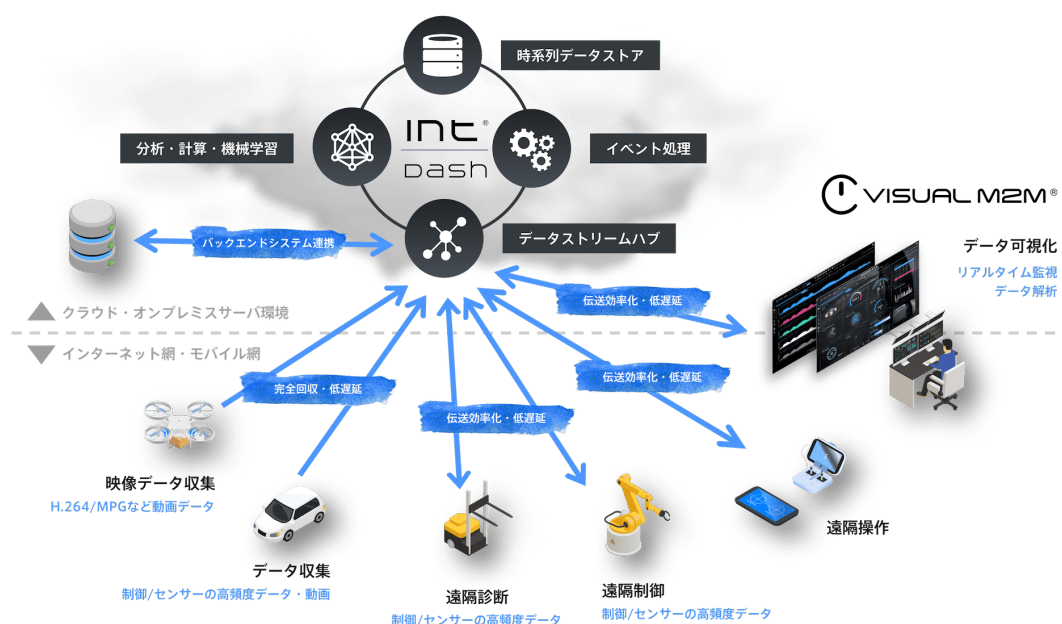 時系列データストア
int®
Dash
分析・計算・機械学習
イベント処理
VISUAL M2M®
データストリームハブ
バックエンドシステム連携
データ可視化
リアルタイム監視
データ解析
伝送効率化・低遅延
クラウド・オンプレミスサーバ環境
インターネット網・モバイル網
完全回収・低遅延
伝送効率化・低遅延
伝送効率化・低遅延
映像データ収集
H.264/MPGなど動画データ
遠隔操作
データ収集
制御/センサーの高頻度データ・動画
遠隔診断
制御/センサーの高頻度データ
遠隔制御
制御/センサーの高頻度データ